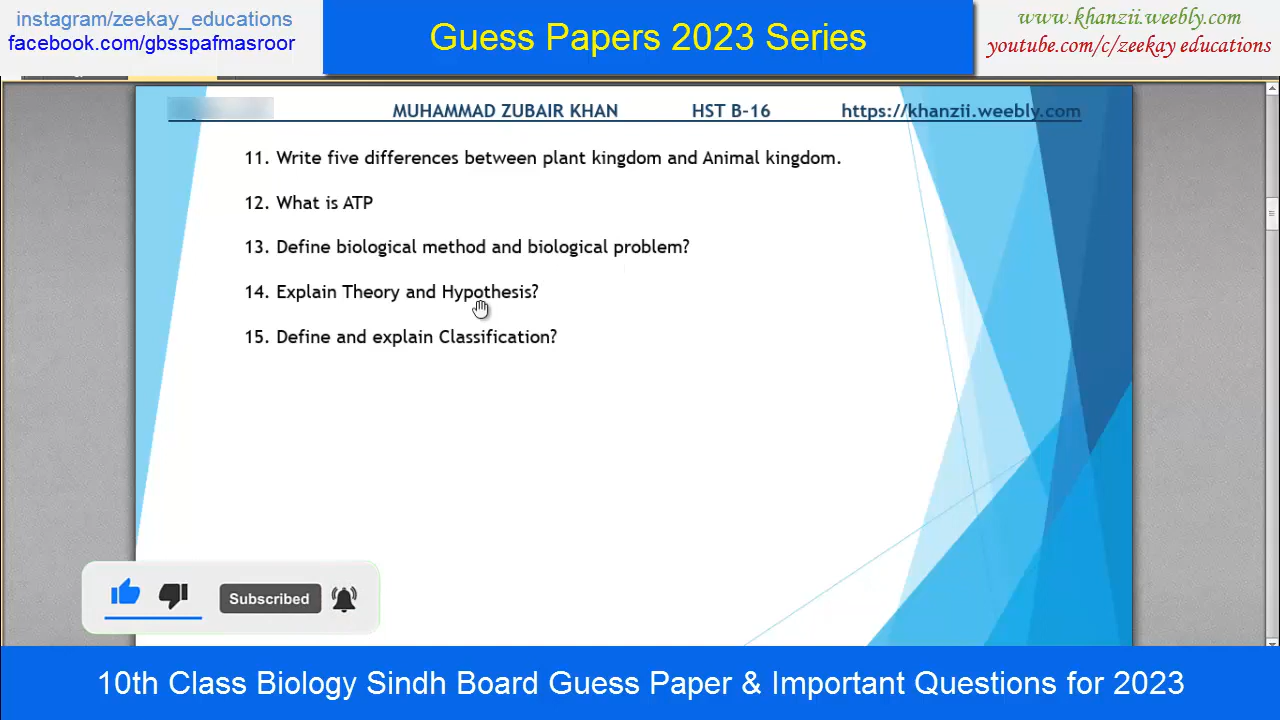 instagram/zeekay_educations
facebook.com/gbsspafmasroor
Guess Papers 2023 Series
www.khanzii.weebly.com
youtube.com/c/zeekay educations
MUHAMMAD ZUBAIR KHAN HST B-16 https://khanzii.weebly.com
11. Write five differences between plant kingdom and Animal kingdom.
12. What is ATP
13. Define biological method and biological problem?
14. Explain Theory and Hypothesis?
15. Define and explain Classification?
Subscribed
10th Class Biology Sindh Board Guess Paper & Important Questions for 2023